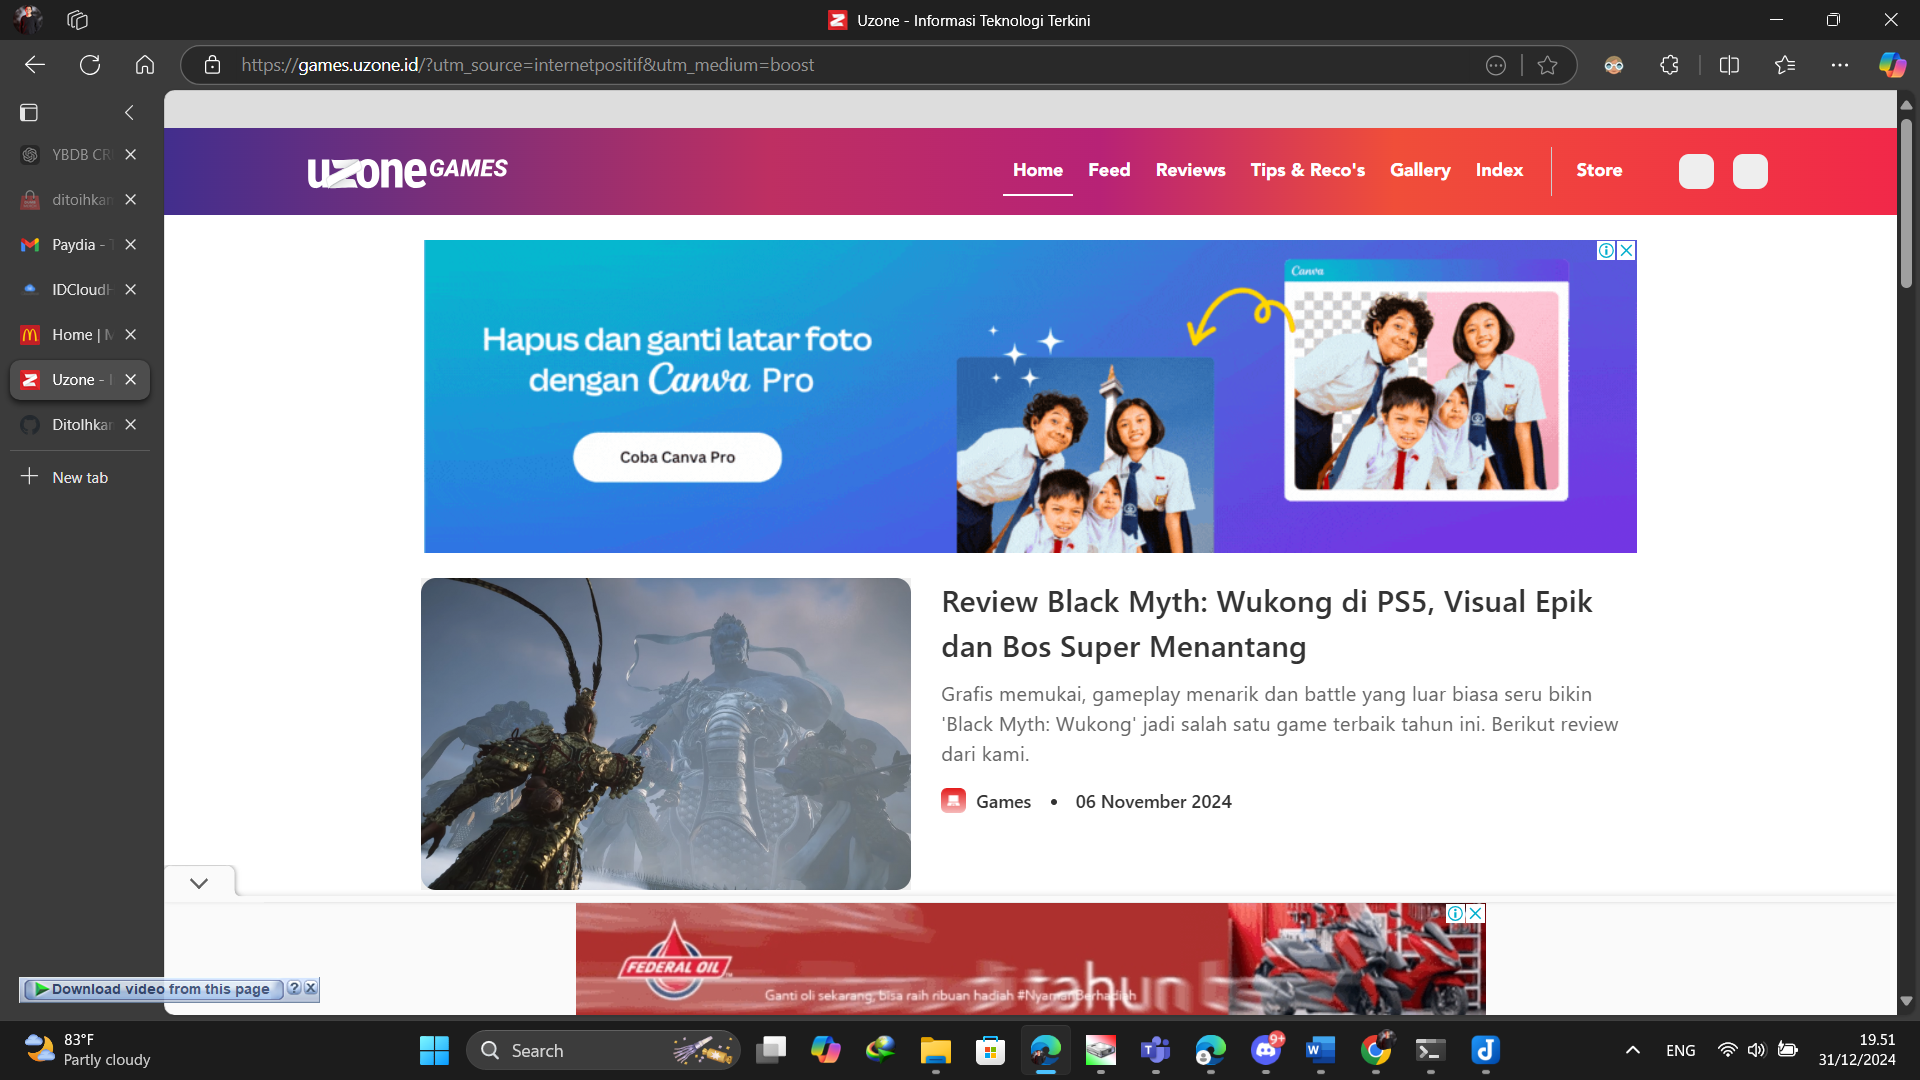 Uzone - Informasi Teknologi Terkini
https://games.uzone.id/?utm_source=internetpositif&utm_medium=boost
YBDB CR
ditoihkan
Paydia -
IDCloudH
Home | M
Uzone - I
DitoIhkan
New tab
uzone GAMES
Home Feed Reviews Tips & Reco's Gallery Index Store
Hapus dan ganti latar foto
dengan Canva Pro
Coba Canva Pro
Canva
Review Black Myth: Wukong di PS5, Visual Epik
dan Bos Super Menantang
Grafis memukai, gameplay menarik dan battle yang luar biasa seru bikin
'Black Myth: Wukong' jadi salah satu game terbaik tahun ini. Berikut review
dari kami.
Games • 06 November 2024
FEDERAL OIL
Ganti oli sekarang, bisa raih ribuan hadiah #NyamanBerhadiah
Download video from this page
83°F
Partly cloudy
Search
9+
ENG
19.51
31/12/2024